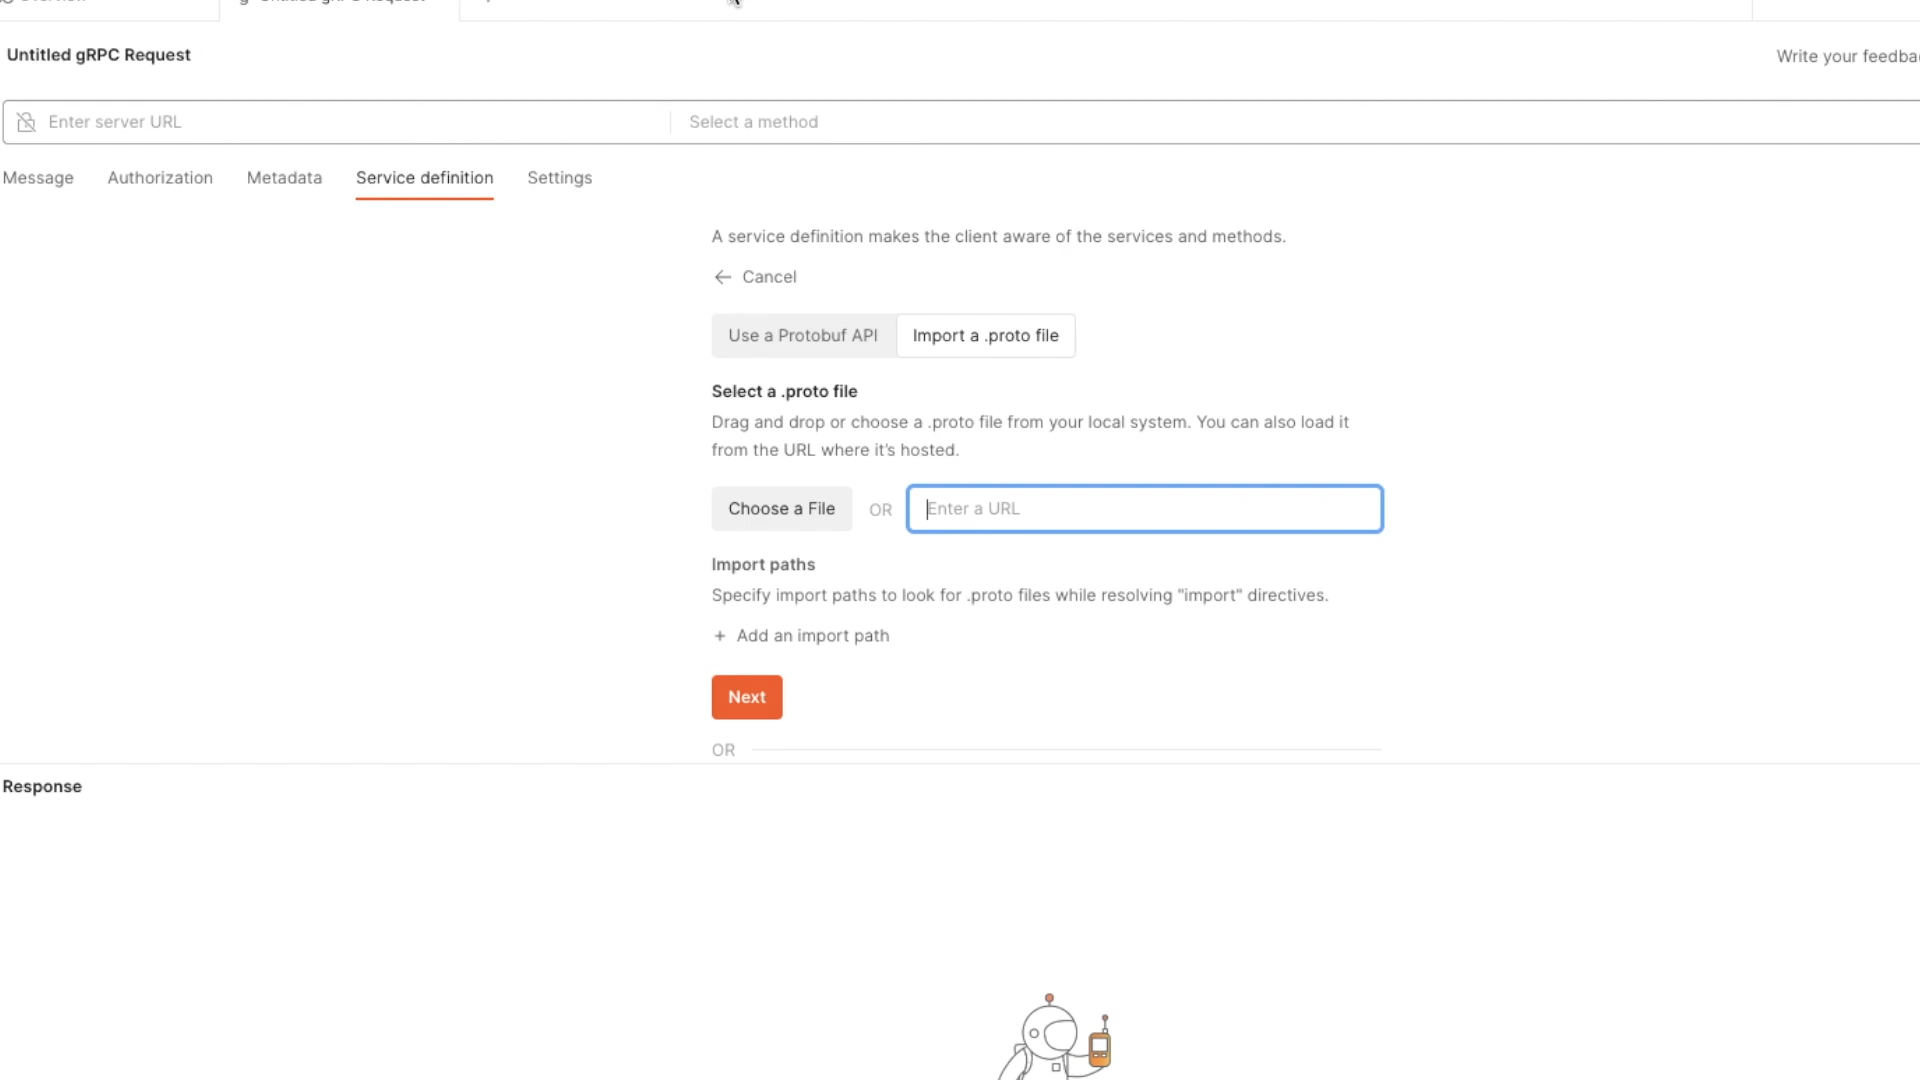 Untitled gRPC Request
Write your feedba
Enter server URL
Select a method
Message
Authorization
Metadata
Service definition
Settings
A service definition makes the client aware of the services and methods.
Cancel
Use a Protobuf API
Import a .proto file
Select a .proto file
Drag and drop or choose a .proto file from your local system. You can also load it
from the URL where it's hosted.
Choose a File
OR
Enter a URL
Import paths
Specify import paths to look for .proto files while resolving "import" directives.
+ Add an import path
Next
OR
Response